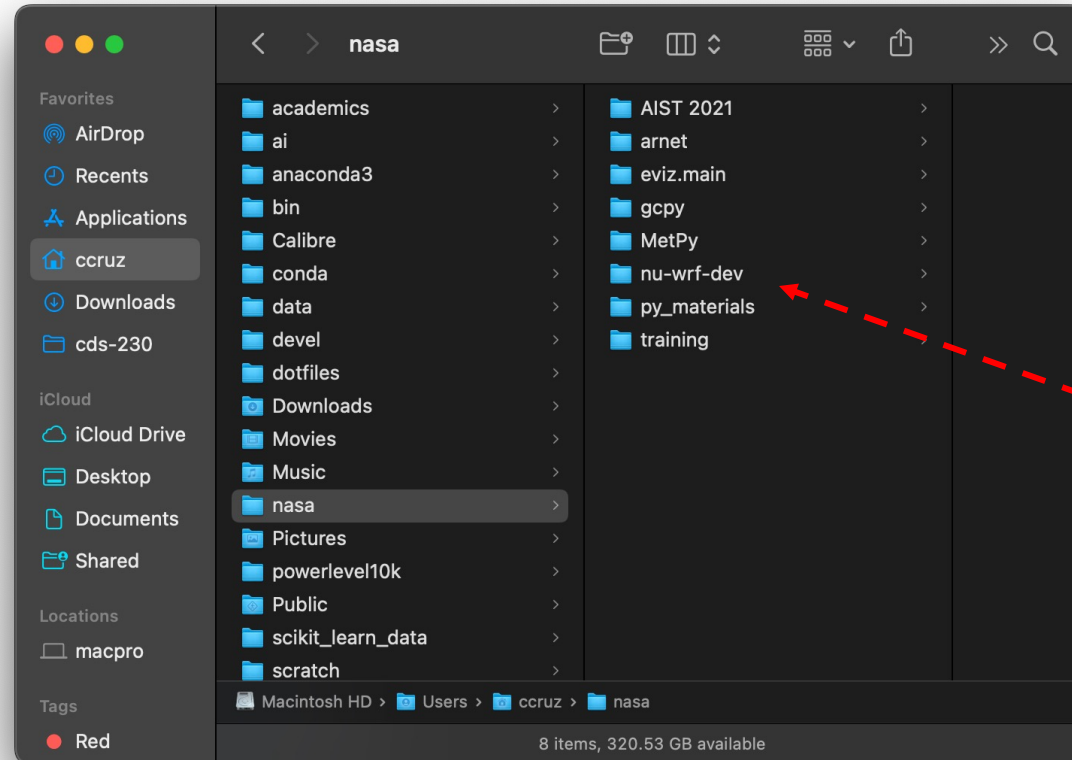 nasa
Favorites
AirDrop
Recents
Applications
ccruz
Downloads
cds-230
iCloud
iCloud Drive
Desktop
Documents
Shared
Locations
macpro
Tags
Red
academics
ai
anaconda3
bin
Calibre
conda
data
devel
dotfiles
Downloads
Movies
Music
nasa
Pictures
powerlevel10k
Public
scikit_learn_data
scratch
AIST 2021
arnet
eviz.main
gcpy
MetPy
nu-wrf-dev
py_materials
training
Macintosh HD › Users › ccruz › nasa
8 items, 320.53 GB available